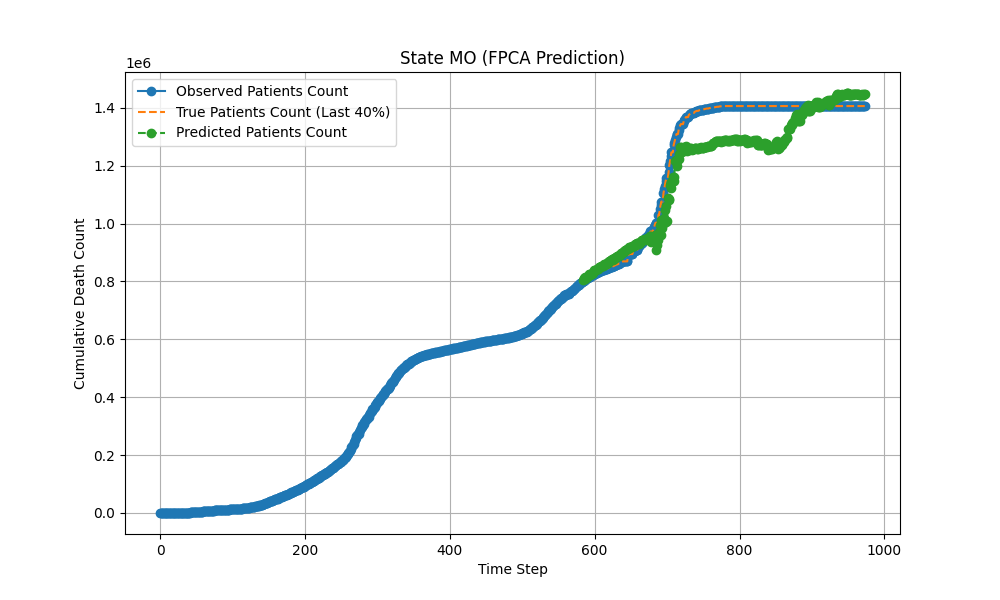 State MO (FPCA Prediction)
1e6
Observed Patients Count
True Patients Count (Last 40%)
Predicted Patients Count
1.4
1.2
1.0
0.8
0.6
0.4
0.2
0.0
Cumulative Death Count
0 200 400 600 800 1000
Time Step